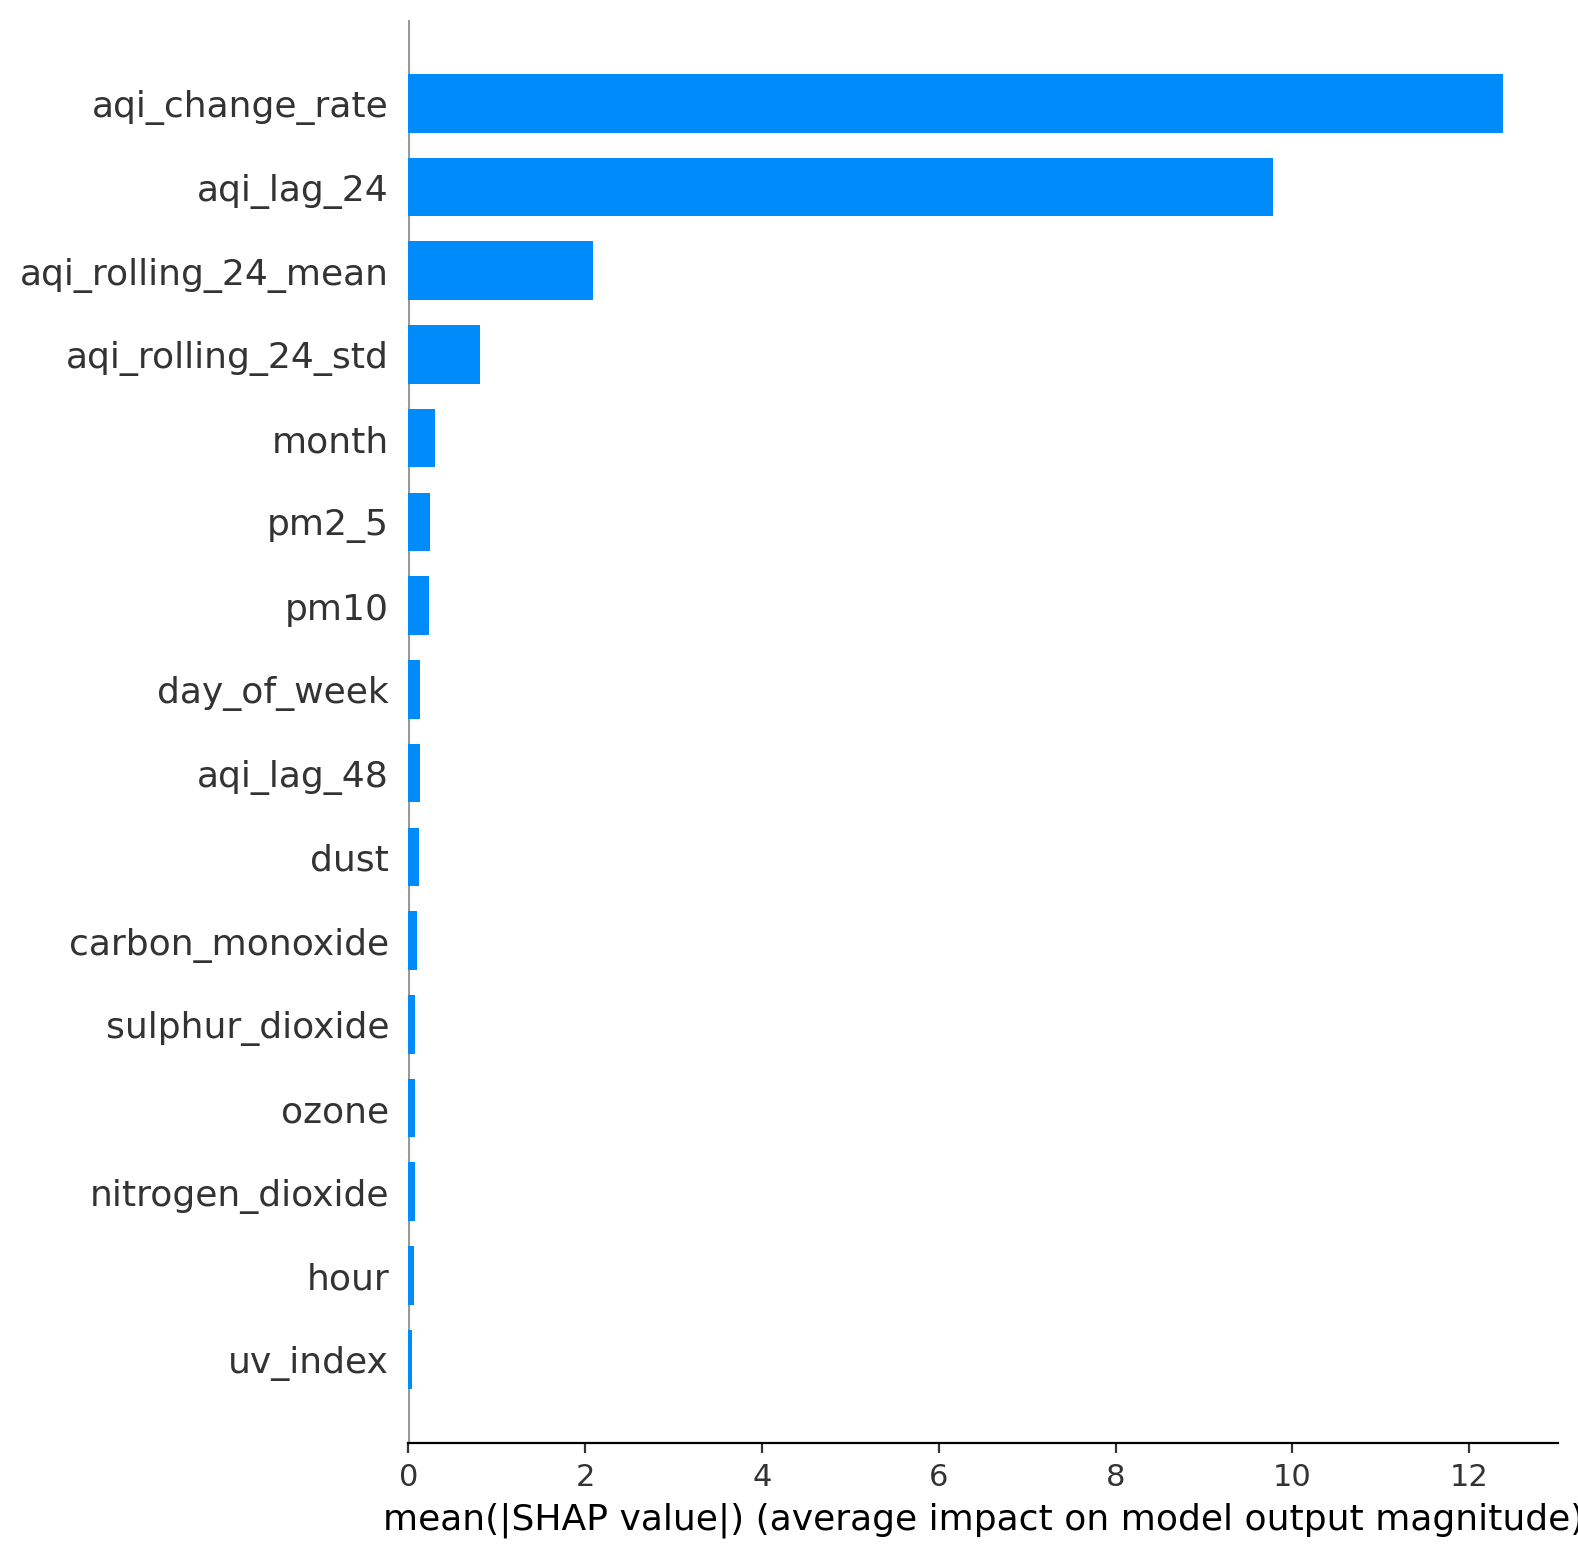 aqi_change_rate
aqi_lag_24
aqi_rolling_24_mean
aqi_rolling_24_std
month
pm2_5
pm10
day_of_week
aqi_lag_48
dust
carbon_monoxide
sulphur_dioxide
ozone
nitrogen_dioxide
hour
uv_index
0 2 4 6 8 10 12
mean(|SHAP value|) (average impact on model output magnitude)